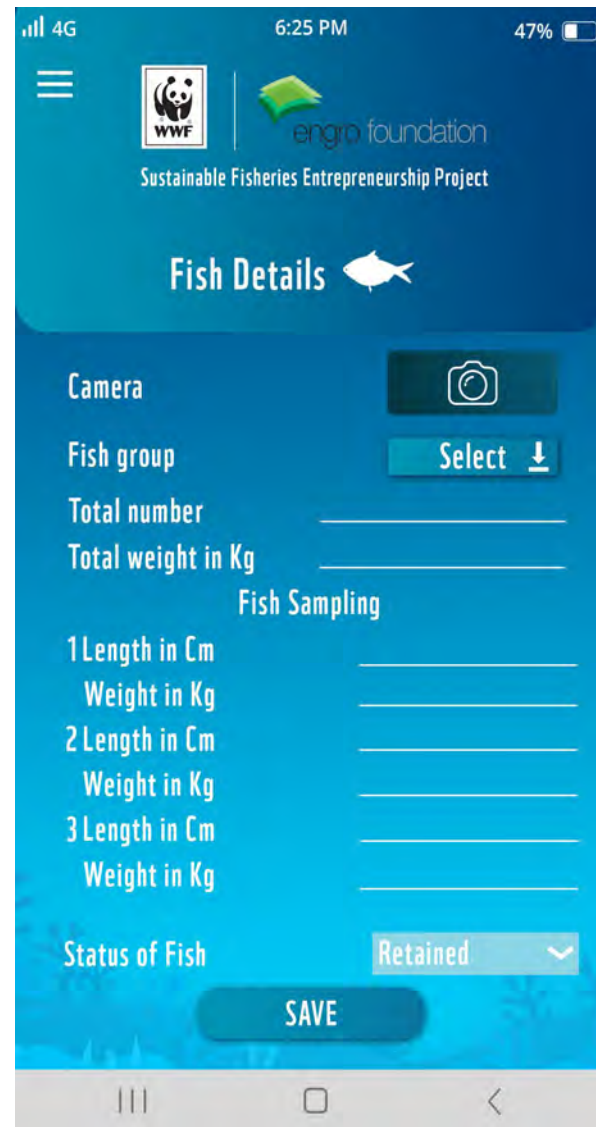 4G 6:25 PM 47%
WWF engro foundation
Sustainable Fisheries Entrepreneurship Project
Fish Details
Camera
Fish group Select
Total number
Total weight in Kg
Fish Sampling
1 Length in Cm
Weight in Kg
2 Length in Cm
Weight in Kg
3 Length in Cm
Weight in Kg
Status of Fish Retained
SAVE